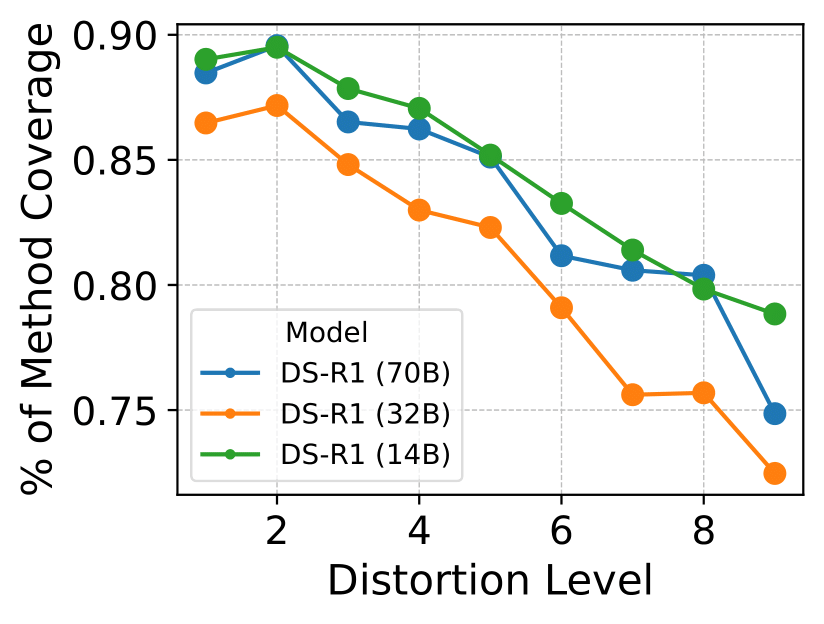 % of Method Coverage
0.90
0.85
0.80
0.75
Model
DS-R1 (70B)
DS-R1 (32B)
DS-R1 (14B)
2 4 6 8
Distortion Level